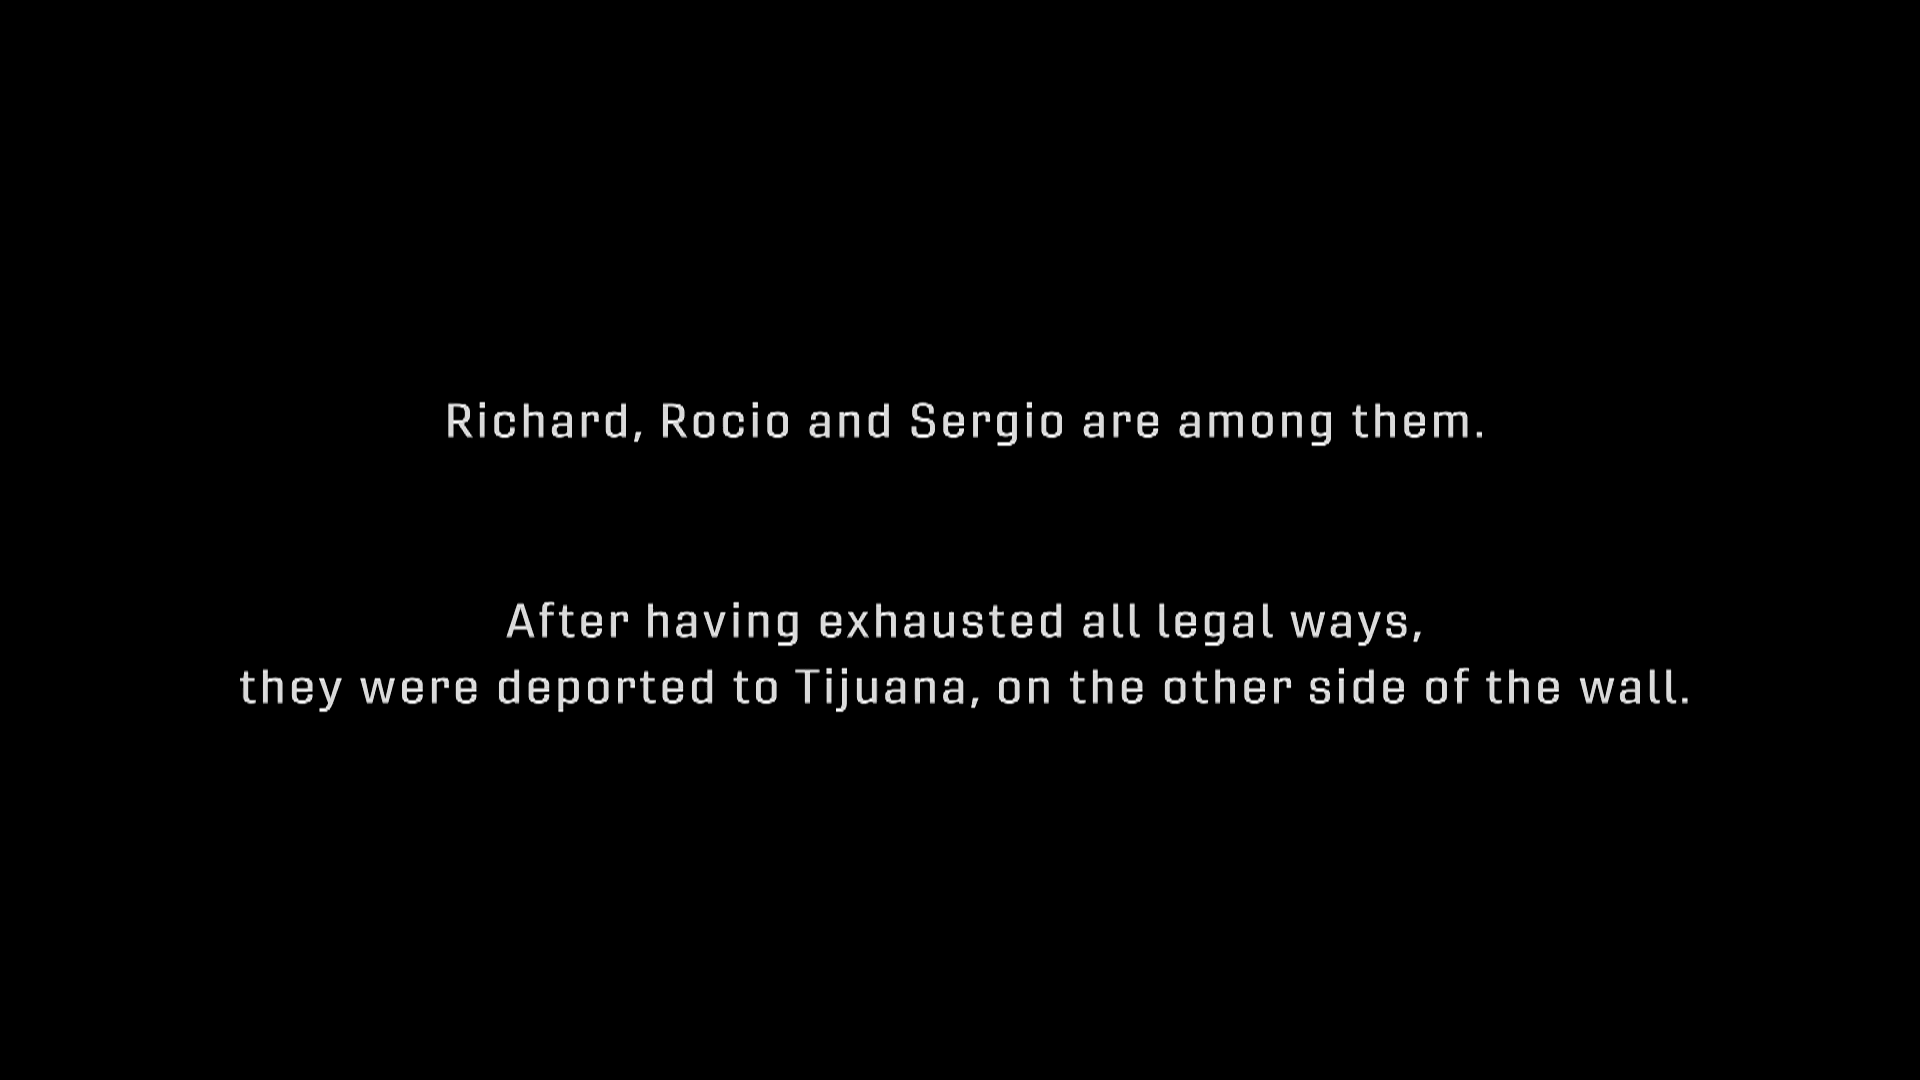 Richard, Rocio and Sergio are among them.
After having exhausted all legal ways,
they were deported to Tijuana, on the other side of the wall.